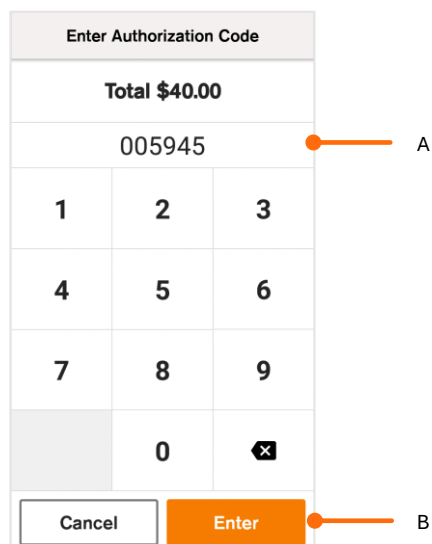 Enter Authorization Code
Total $40.00
005945 A
1 2 3
4 5 6
7 8 9
0
Cancel Enter B